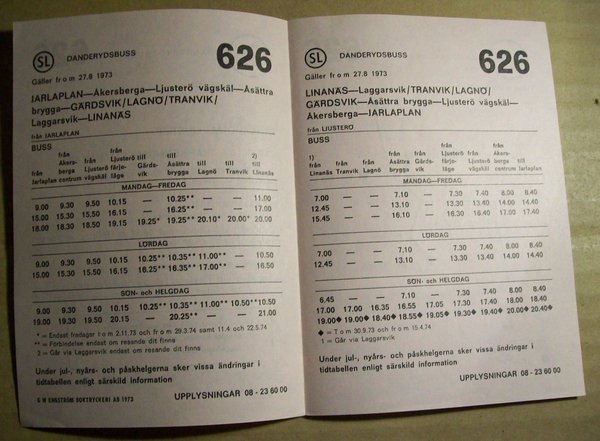 SL DANDERYDSBUSS 626
Gäller fr o m 27.8 1973
JARLAPLAN—Åkersberga—Ljusterö vägskäl—Åsättra
brygga—GÄRDSVIK/LAGNÖ/TRANVIK/
Laggarsvik—LINANÄS
från JARLAPLAN
BUSS
från Jarlaplan från Åkersberga centrum från Ljusterö vägskäl från Ljusterö färjeläge till Gärdsvik till Åsättra brygga till Lagnö till Tranvik 2) till Linanäs
MÅNDAG—FREDAG
9.00 9.30 9.50 10.15 — 10.25** — — 11.00
15.00 15.30 15.50 16.15 — 16.25** — — 17.00
18.00 18.30 18.50 19.15 19.25* 19.25** 20.10* 20.00* 20.00
LÖRDAG
9.00 9.30 9.50 10.15 10.25** 10.35** 11.00** — 10.50
15.00 15.30 15.50 16.15 16.25** 16.35** 17.00** — 16.50
SÖN- och HELGDAG
9.00 9.30 9.50 10.15 10.25** 10.35** 11.00** 10.50** 10.50
19.00 19.30 19.50 20.15 — 20.25** — — 21.00
* = Endast fredagar t o m 2.11.73 och fr o m 29.3.74 samt 11.4 och 22.5.74
** = Förbindelse endast om resande dit finns
2 = Går via Laggarsvik endast om resande dit finns
Under jul-, nyårs- och påskhelgerna sker vissa ändringar i
tidtabellen enligt särskild information
UPPLYSNINGAR 08 - 23 60 00
G W ENGSTRÖM BOKTRYCKERI AB 1973
SL DANDERYDSBUSS 626
Gäller fr o m 27.8 1973
LINANÄS—Laggarsvik/TRANVIK/LAGNÖ/
GÄRDSVIK—Åsättra brygga—Ljusterö vägskäl—
Åkersberga—JARLAPLAN
från LJUSTERÖ
BUSS
1) från Linanäs från Tranvik från Lagnö från Åsättra brygga från Gärdsvik från Ljusterö färjeläge från Ljusterö vägskäl från Åkersberga centrum till Jarlaplan
MÅNDAG—FREDAG
7.00 — — 7.10 — 7.30 7.40 8.00 8.40
12.45 — — 13.10 — 13.30 13.40 14.00 14.40
15.45 — — 16.10 — 16.30 16.40 17.00 17.40
LÖRDAG
7.00 — — 7.10 — 7.30 7.40 8.00 8.40
12.45 — — 13.10 — 13.30 13.40 14.00 14.40
SÖN- och HELGDAG
6.45 — — 7.10 — 7.30 7.40 8.00 8.40
17.00 17.00 16.35 16.55 17.05 17.30 17.40 18.00 18.40
19.00◆ 19.00◆ 18.40◆ 18.55◆ 19.05◆ 19.30◆ 19.40◆ 20.00◆ 20.40◆
◆ = T o m 30.9.73 och fr o m 15.4.74
1 = Går via Laggarsvik
Under jul-, nyårs- och påskhelgerna sker vissa ändringar i
tidtabellen enligt särskild information
UPPLYSNINGAR 08 - 23 60 00